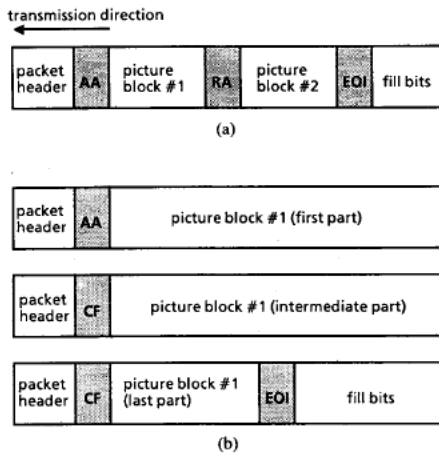 transmission direction
packet header AA picture block #1 RA picture block #2 EOI fill bits
(a)
packet header AA picture block #1 (first part)
packet header CF picture block #1 (intermediate part)
packet header CF picture block #1 (last part) EOI fill bits
(b)